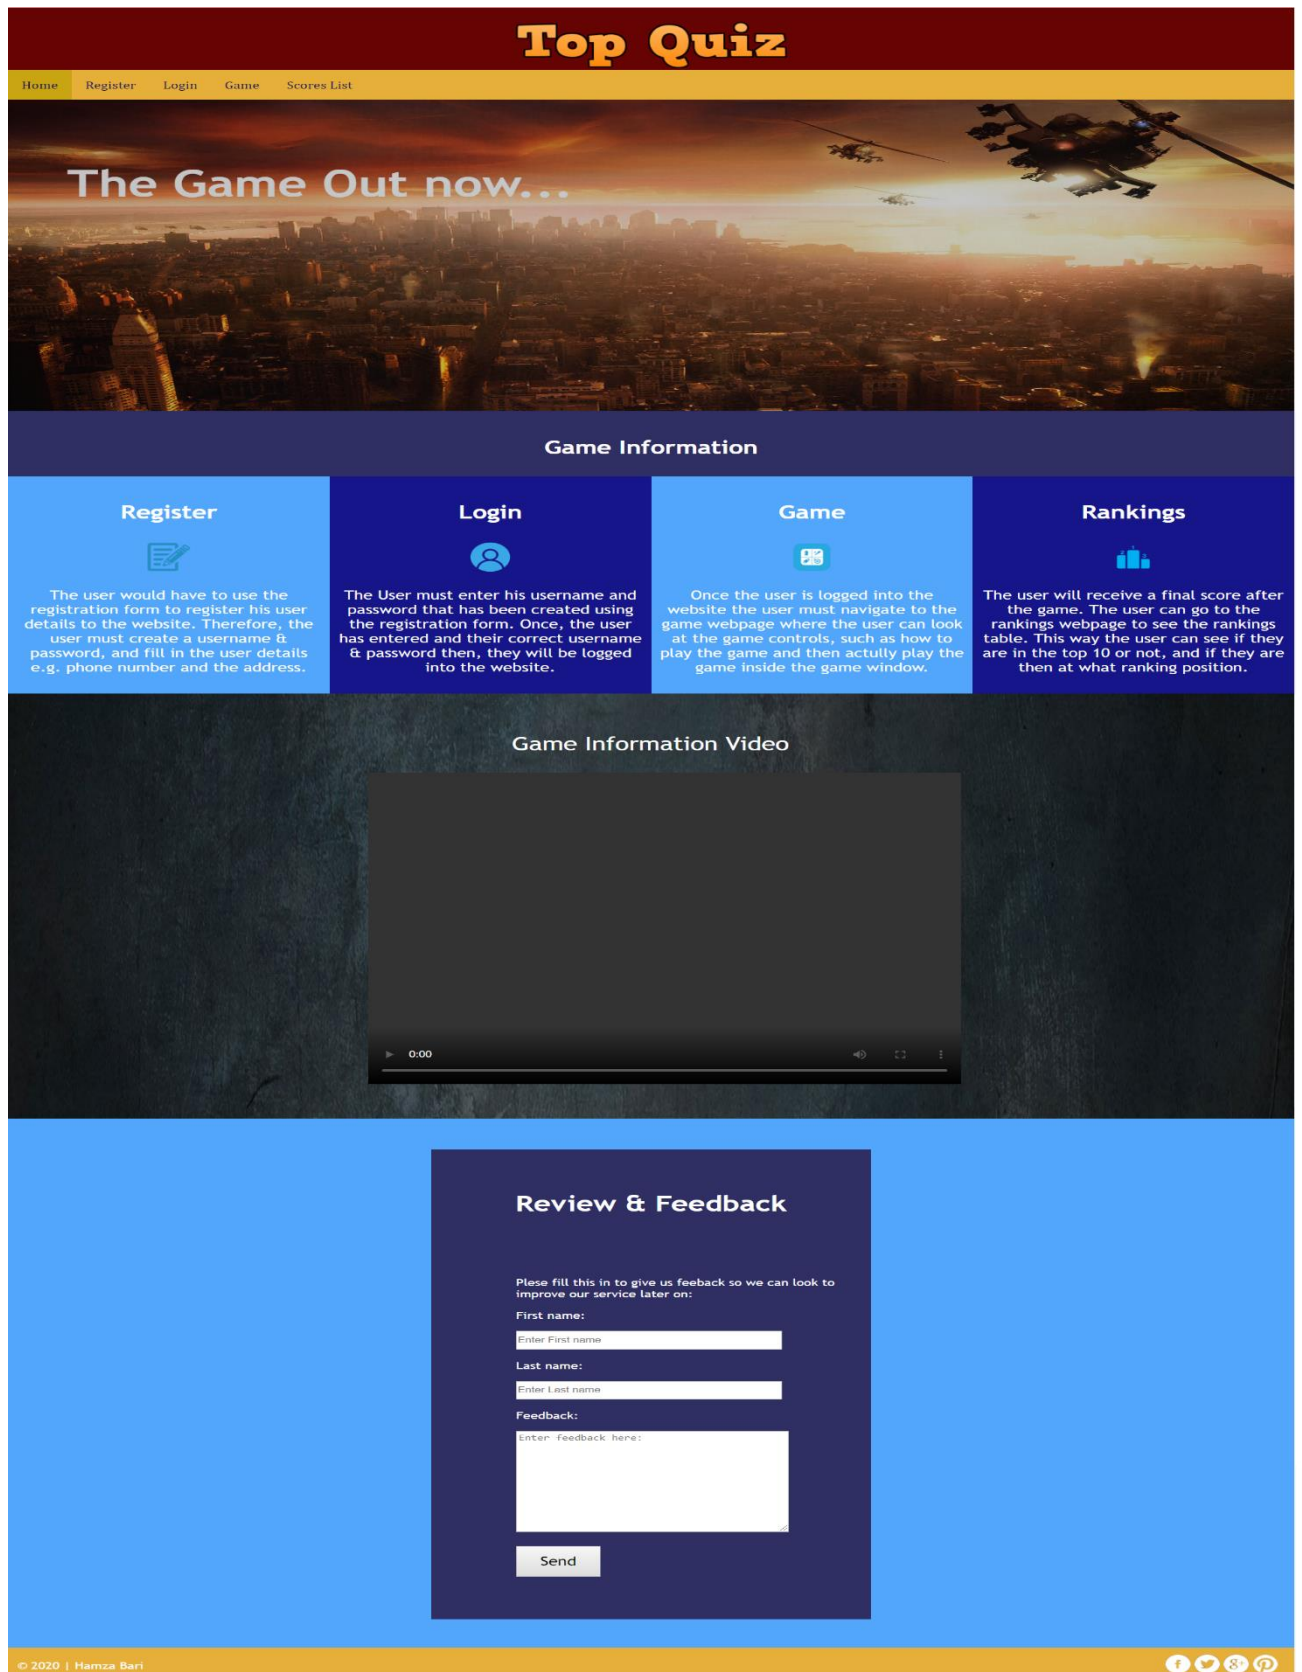 Top Quiz
Home Register Login Game Scores List
The Game Out now...
Game Information
Register
The user would have to use the
registration form to register his user
details to the website. Therefore, the
user must create a username &
password, and fill in the user details
e.g. phone number and the address.
Login
The User must enter his username and
password that has been created using
the registration form. Once, the user
has entered and their correct username
& password then, they will be logged
into the website.
Game
Once the user is logged into the
website the user must navigate to the
game webpage where the user can look
at the game controls, such as how to
play the game and then actully play the
game inside the game window.
Rankings
The user will receive a final score after
the game. The user can go to the
rankings webpage to see the rankings
table. This way the user can see if they
are in the top 10 or not, and if they are
then at what ranking position.
Game Information Video
0:00
Review & Feedback
Plese fill this in to give us feeback so we can look to
improve our service later on:
First name:
Enter First name
Last name:
Enter Last name
Feedback:
Enter feedback here:
Send
© 2020 | Hamza Bari